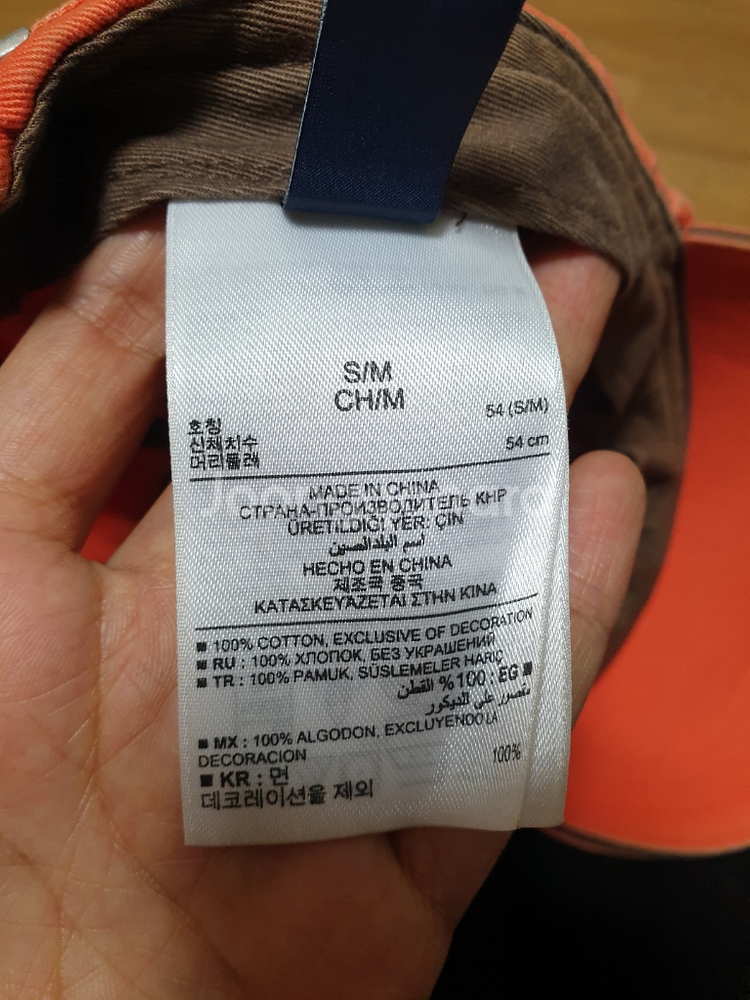 S/M
CH/M
호칭 54 (S/M)
신체치수
머리둘레 54 cm
MADE IN CHINA
СТРАНА-ПРОИЗВОДИТЕЛЬ КНР
ÜRETILDIĞI YER: ÇİN
اسم البلد الصين
HECHO EN CHINA
제조국 중국
ΚΑΤΑΣΚΕΥΑΖΕΤΑΙ ΣΤΗΝ ΚΙΝΑ
■ 100% COTTON, EXCLUSIVE OF DECORATION
■ RU : 100% ХЛОПОК, БЕЗ УКРАШЕНИЙ
■ TR : 100% PAMUK, SÜSLEMELER HARIÇ
■ EG : 100% القطن
مقصور على الديكور
■ MX : 100% ALGODON, EXCLUYENDO LA
DECORACION
■ KR : 면 100%
데코레이션을 제외